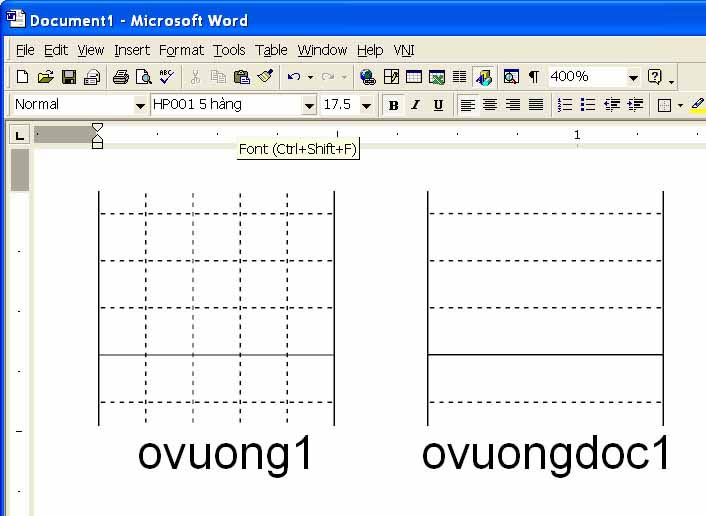 Document1 - Microsoft Word
File Edit View Insert Format Tools Table Window Help VNI
400%
Normal HP001 5 hàng 17.5 B I U
L 1
Font (Ctrl+Shift+F)
ovuong1 ovuongdoc1